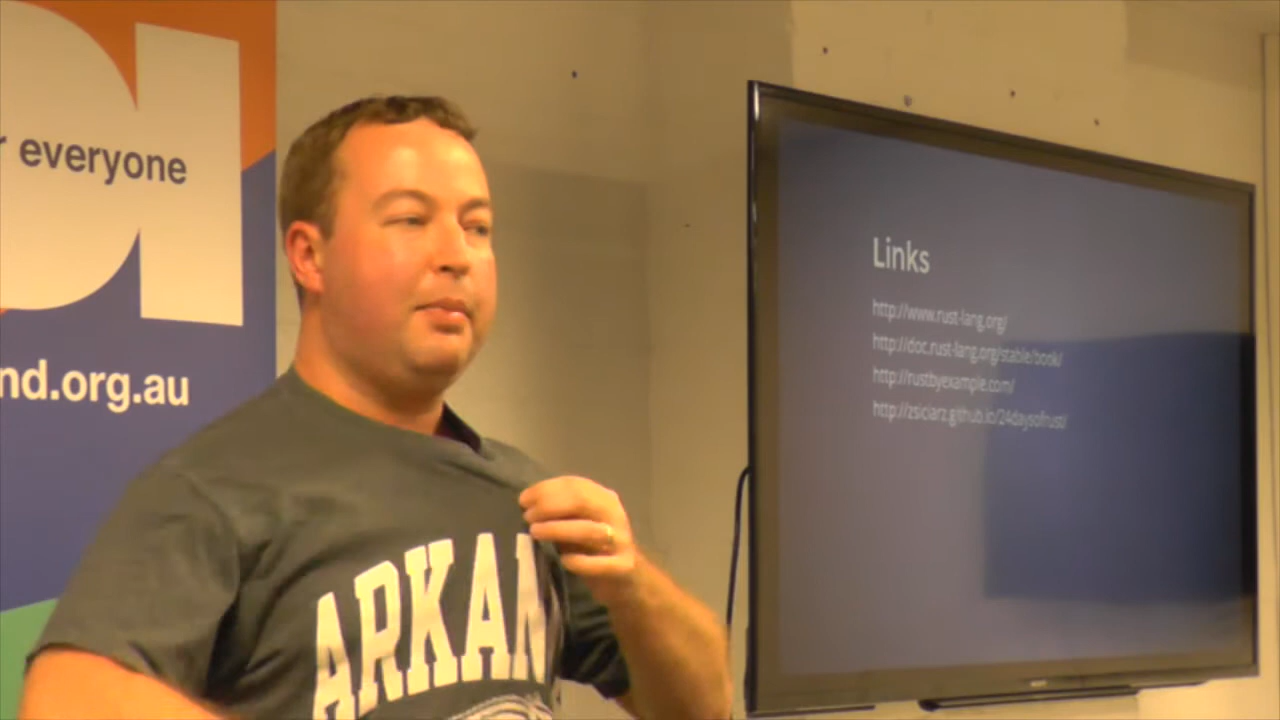 DI
r everyone
nd.org.au
ARKAN
Links
http://www.rust-lang.org/
http://doc.rust-lang.org/stable/book/
http://rustbyexample.com/
http://zsiciarz.github.io/24daysofrust/